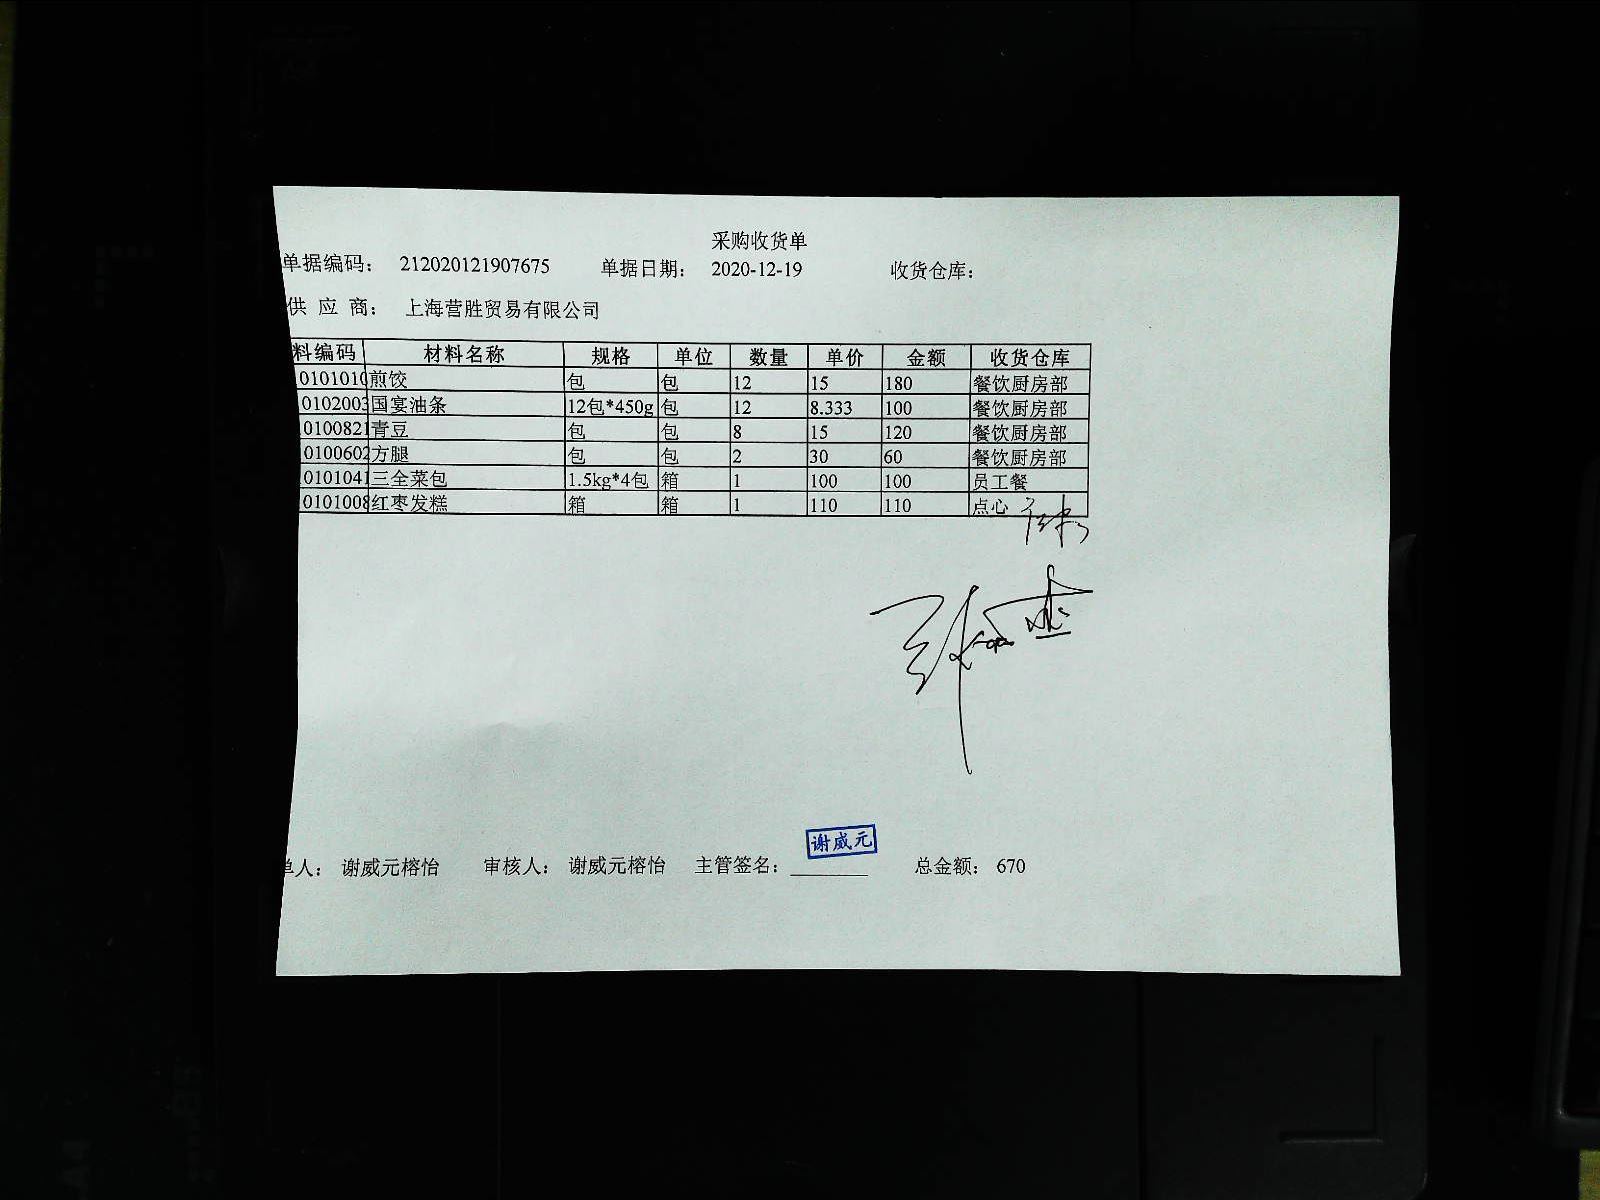 采购收货单
单据编码： 212020121907675 单据日期： 2020-12-19 收货仓库：
供 应 商： 上海营胜贸易有限公司
料编码 材料名称 规格 单位 数量 单价 金额 收货仓库
0101010 煎饺 包 包 12 15 180 餐饮厨房部
0102003 国宴油条 12包*450g 包 12 8.333 100 餐饮厨房部
0100821 青豆 包 包 8 15 120 餐饮厨房部
0100602 方腿 包 包 2 30 60 餐饮厨房部
0101041 三全菜包 1.5kg*4包 箱 1 100 100 员工餐
0101008 红枣发糕 箱 箱 1 110 110 点心
谢威元
单人： 谢威元榕怡 审核人： 谢威元榕怡 主管签名： 总金额： 670